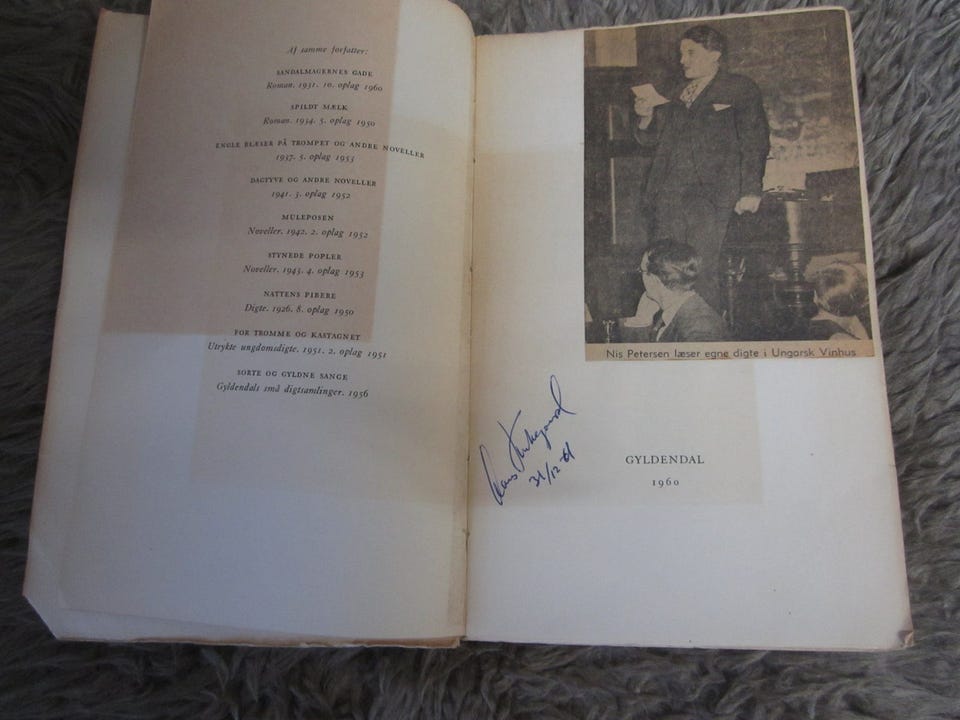 Af samme forfatter:
SANDALMAGERNES GADE
Roman. 1931. 10. oplag 1960
SPILDT MÆLK
Roman. 1934. 5. oplag 1950
ENGLE BLÆSER PÅ TROMPET OG ANDRE NOVELLER
1937. 5. oplag 1953
DAGTYVE OG ANDRE NOVELLER
1941. 3. oplag 1952
MULEPOSEN
Noveller. 1942. 2. oplag 1952
STYNEDE POPLER
Noveller. 1943. 4. oplag 1953
NATTENS PIBERE
Digte. 1926. 8. oplag 1950
FOR TROMME OG KASTAGNET
Utrykte ungdomsdigte. 1951. 2. oplag 1951
SORTE OG GYLDNE SANGE
Gyldendals små digtsamlinger. 1956
Nis Petersen læser egne digte i Ungarsk Vinhus
31/12-61
GYLDENDAL
1960